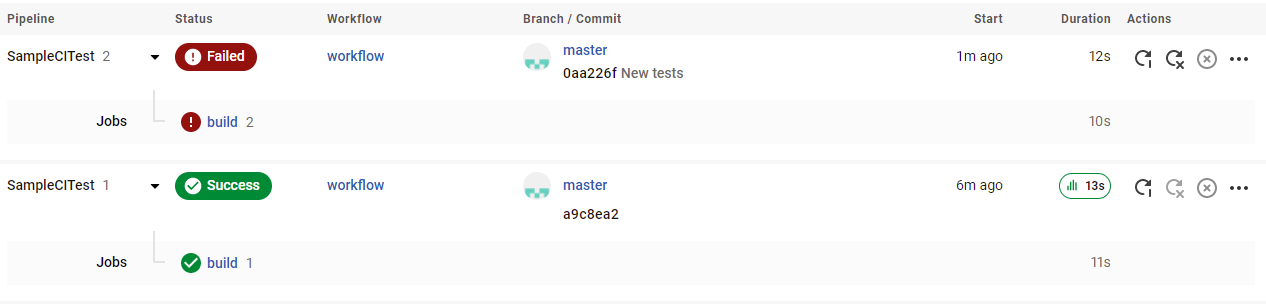 Pipeline Status Workflow Branch / Commit Start Duration Actions
SampleCITest 2 Failed workflow master 1m ago 12s
0aa226f New tests
Jobs build 2 10s
SampleCITest 1 Success workflow master 6m ago 13s
a9c8ea2
Jobs build 1 11s